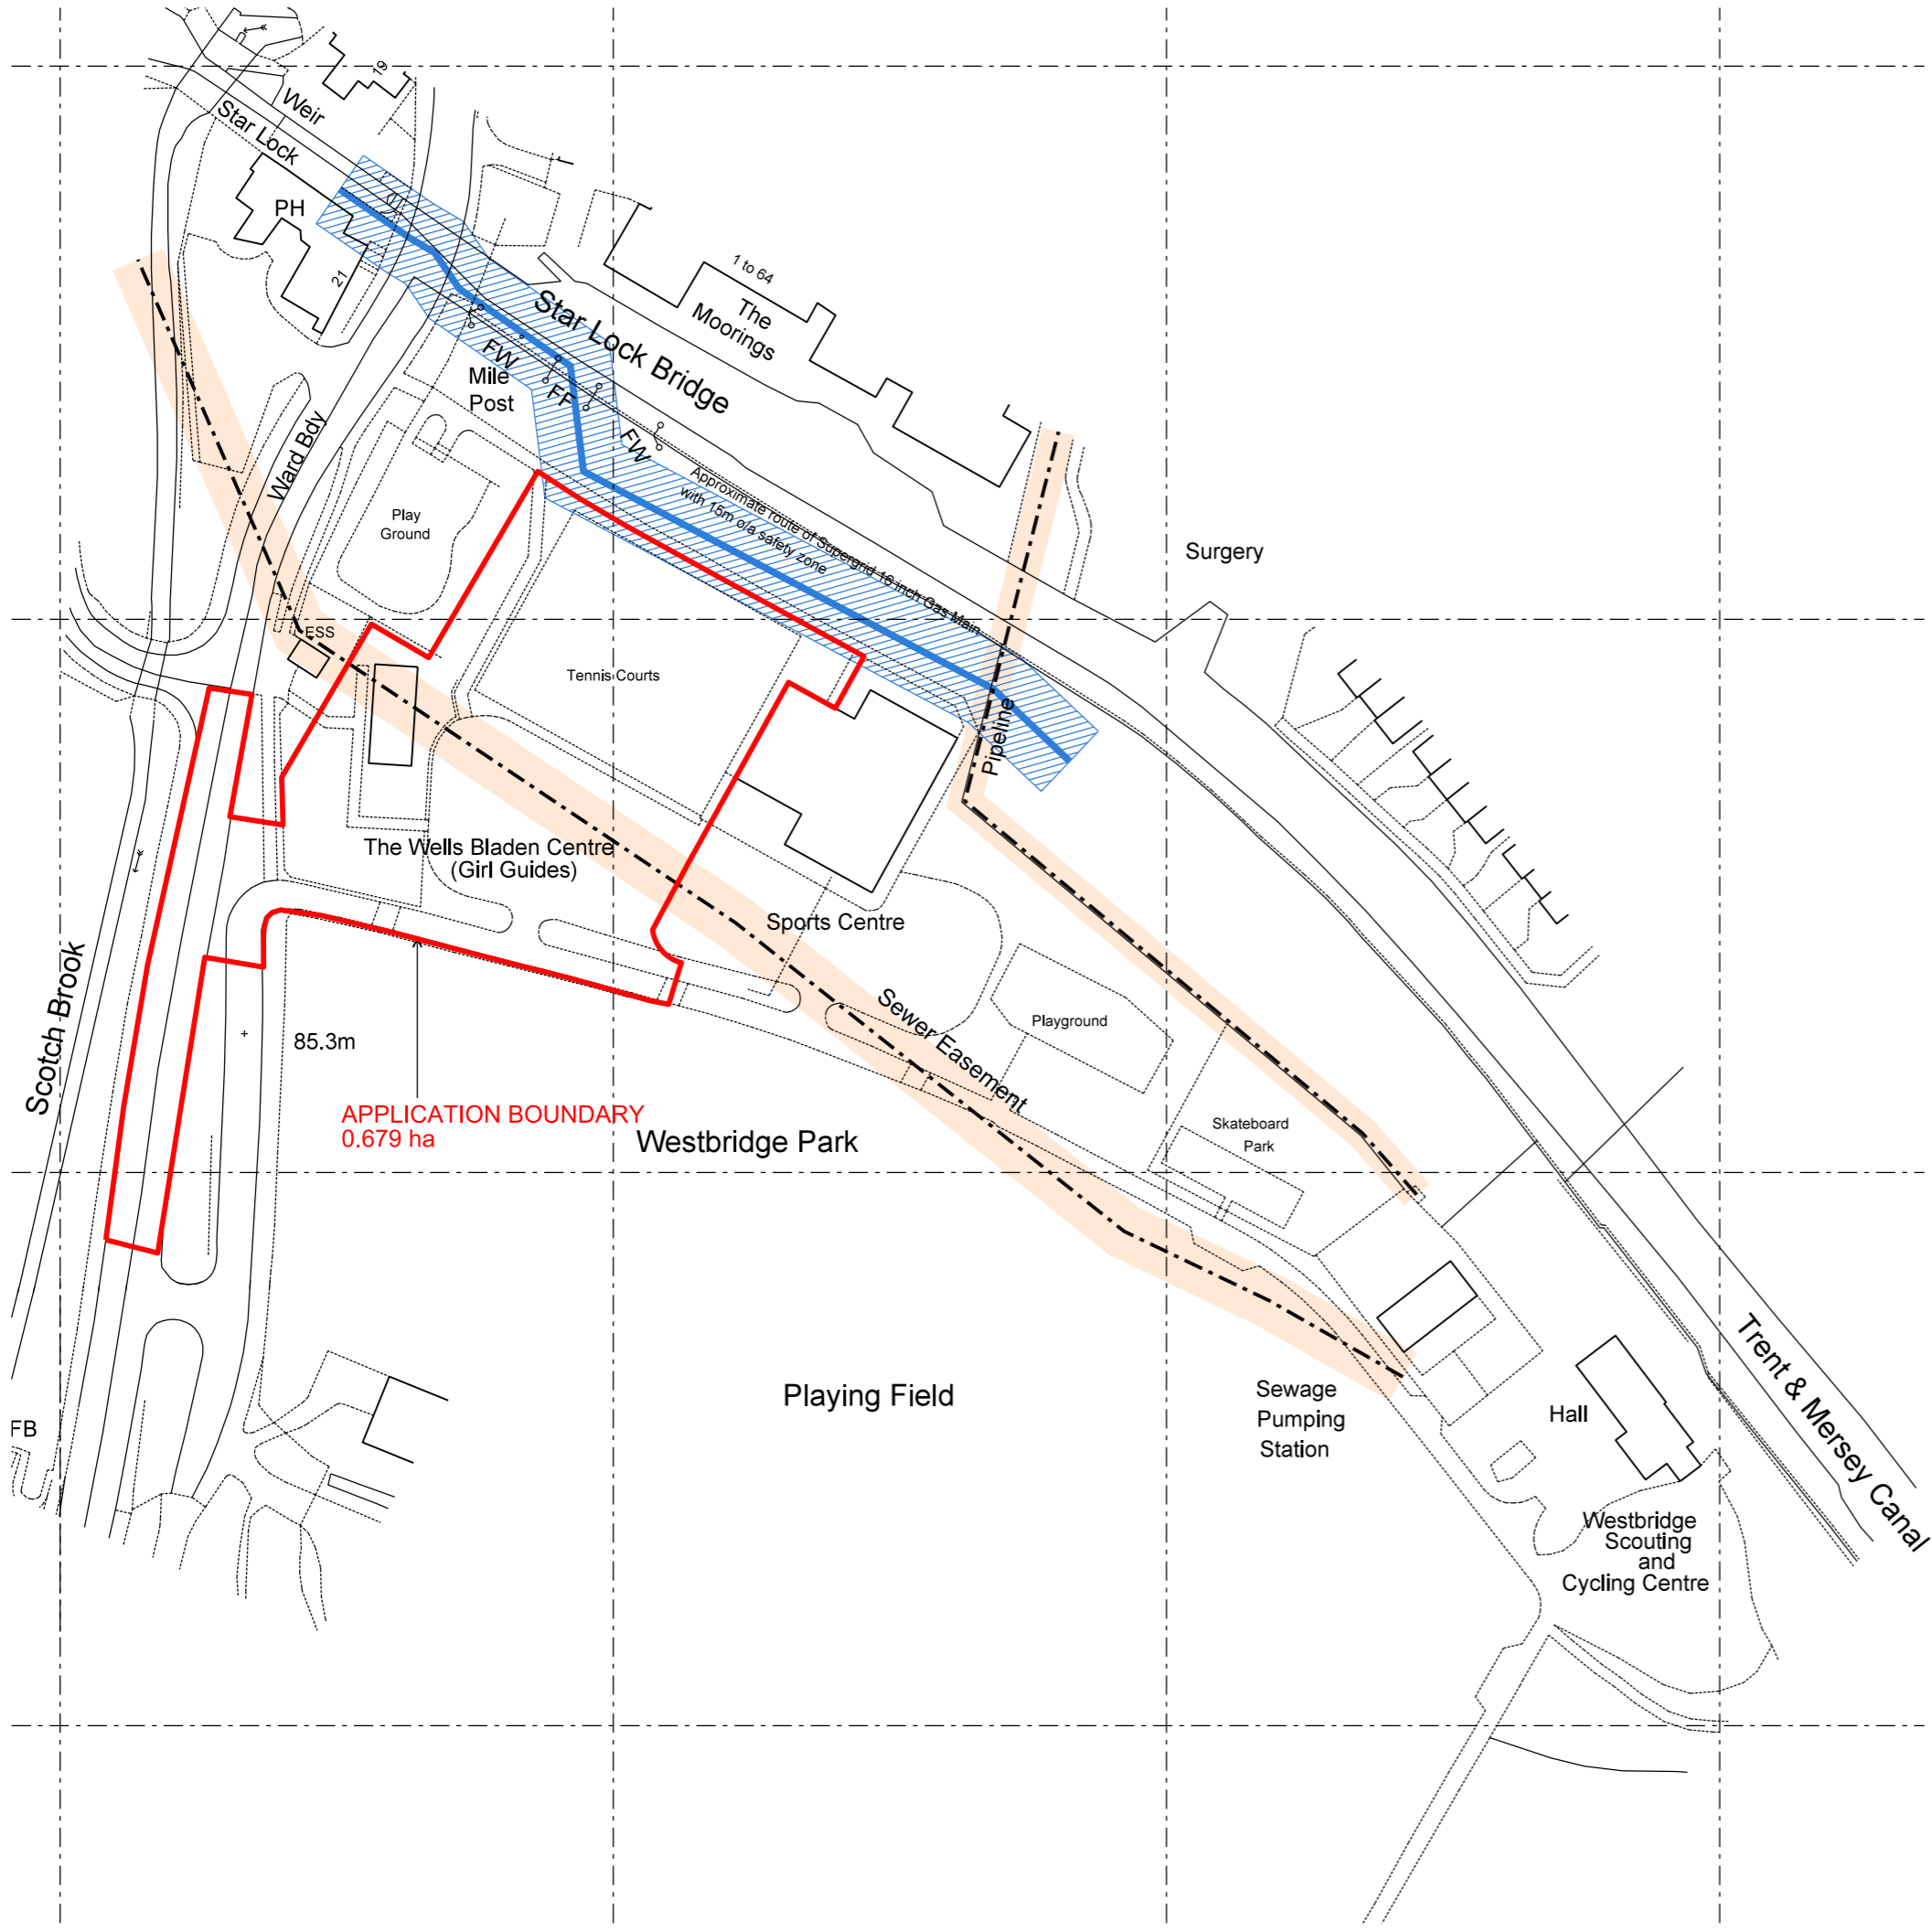 19
Weir
Star Lock
PH
21
1 to 64
The
Moorings
Star Lock Bridge
FW
FF
FW
Mile
Post
Ward Bdy
Play
Ground
Approximate route of Supergrid 16 inch Gas Main
with 15m o/a safety zone
Surgery
ESS
Tennis Courts
Pipeline
The Wells Bladen Centre
(Girl Guides)
Sports Centre
Scotch Brook
Sewer Easement
Playground
85.3m
APPLICATION BOUNDARY
0.679 ha
Westbridge Park
Skateboard
Park
Playing Field
Sewage
Pumping
Station
Hall
Trent & Mersey Canal
FB
Westbridge
Scouting
and
Cycling Centre